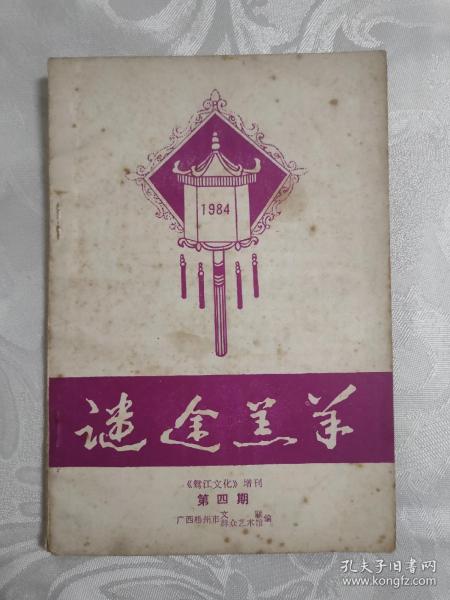 1984
谜途羔羊
《鸳江文化》增刊
第四期
广西梧州市文联群众艺术馆编
孔夫子旧书网
www.kongfz.com